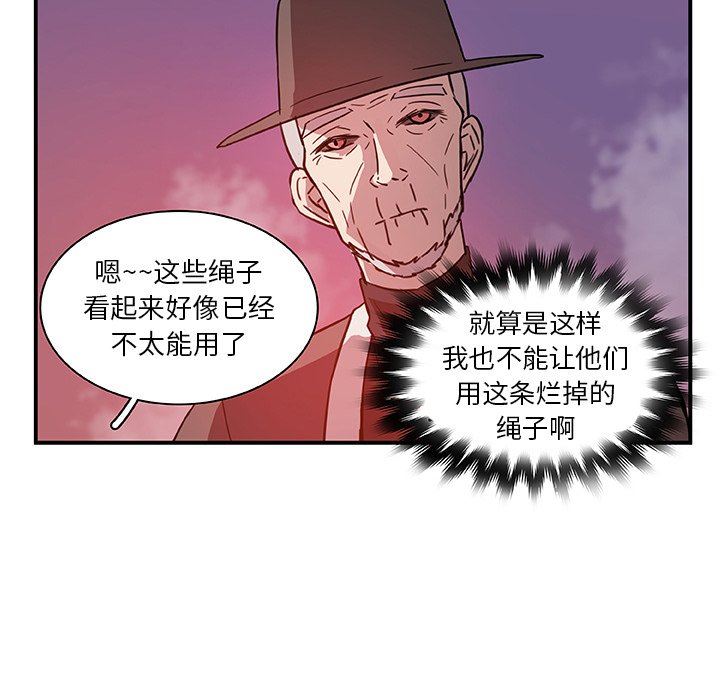 嗯~~这些绳子
看起来好像已经
不太能用了
就算是这样
我也不能让他们
用这条烂掉的
绳子啊